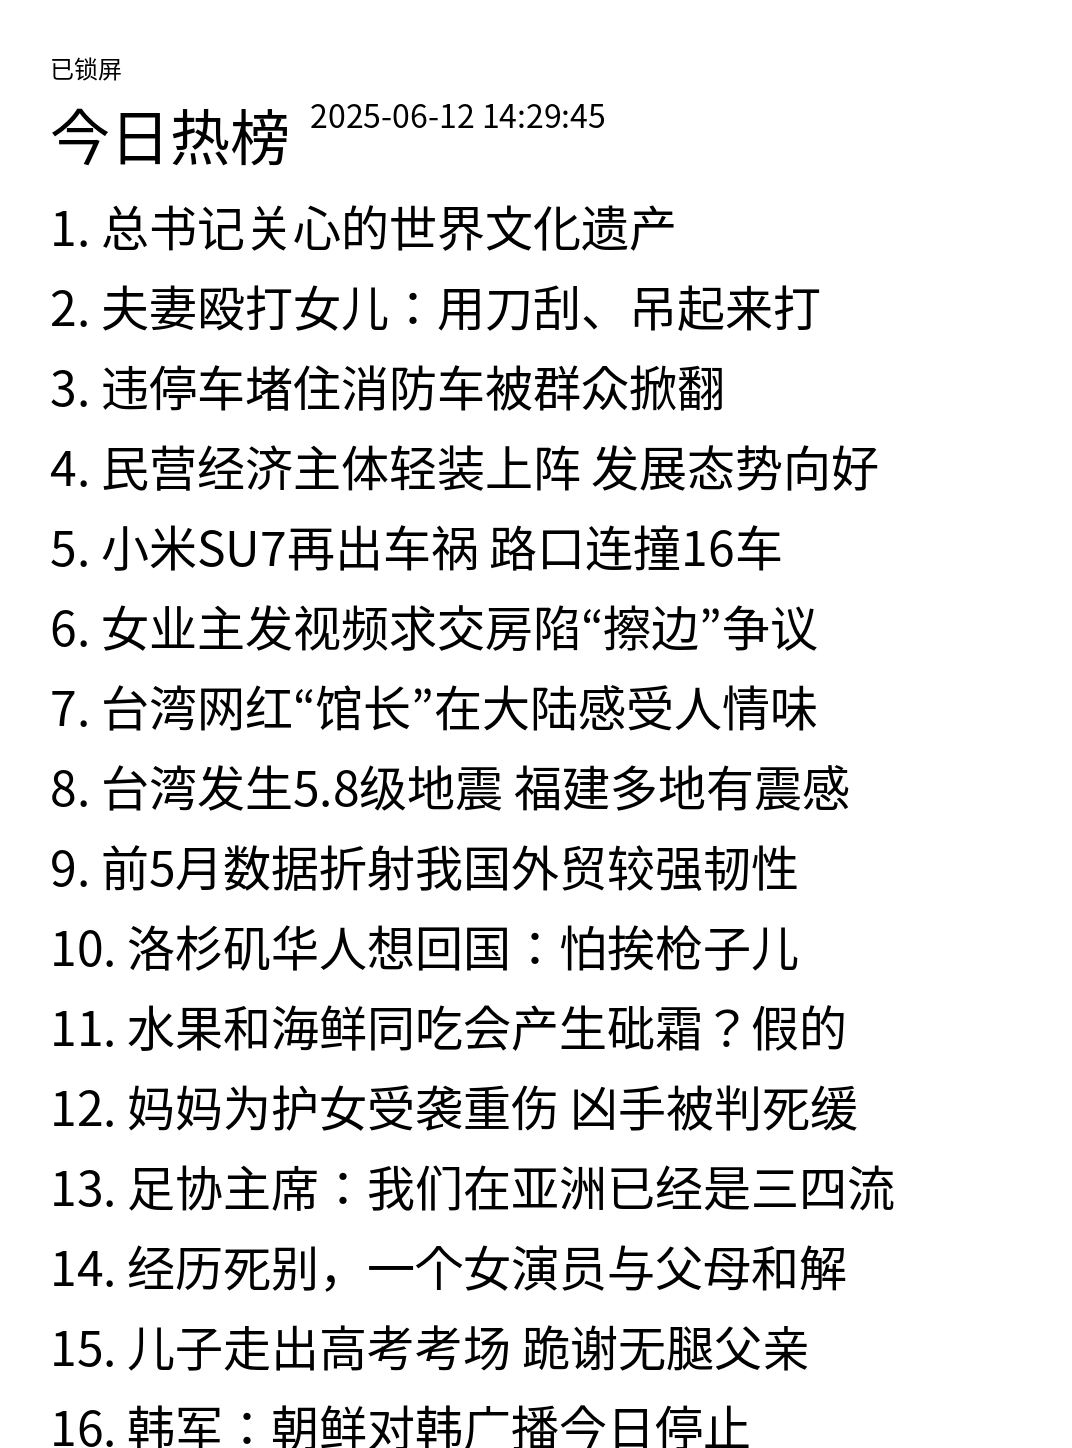 已锁屏
今日热榜 2025-06-12 14:29:45
1. 总书记关心的世界文化遗产
2. 夫妻殴打女儿：用刀刮、吊起来打
3. 违停车堵住消防车被群众掀翻
4. 民营经济主体轻装上阵 发展态势向好
5. 小米SU7再出车祸 路口连撞16车
6. 女业主发视频求交房陷“擦边”争议
7. 台湾网红“馆长”在大陆感受人情味
8. 台湾发生5.8级地震 福建多地有震感
9. 前5月数据折射我国外贸较强韧性
10. 洛杉矶华人想回国：怕挨枪子儿
11. 水果和海鲜同吃会产生砒霜？假的
12. 妈妈为护女受袭重伤 凶手被判死缓
13. 足协主席：我们在亚洲已经是三四流
14. 经历死别，一个女演员与父母和解
15. 儿子走出高考考场 跪谢无腿父亲
16. 韩军：朝鲜对韩广播今日停止